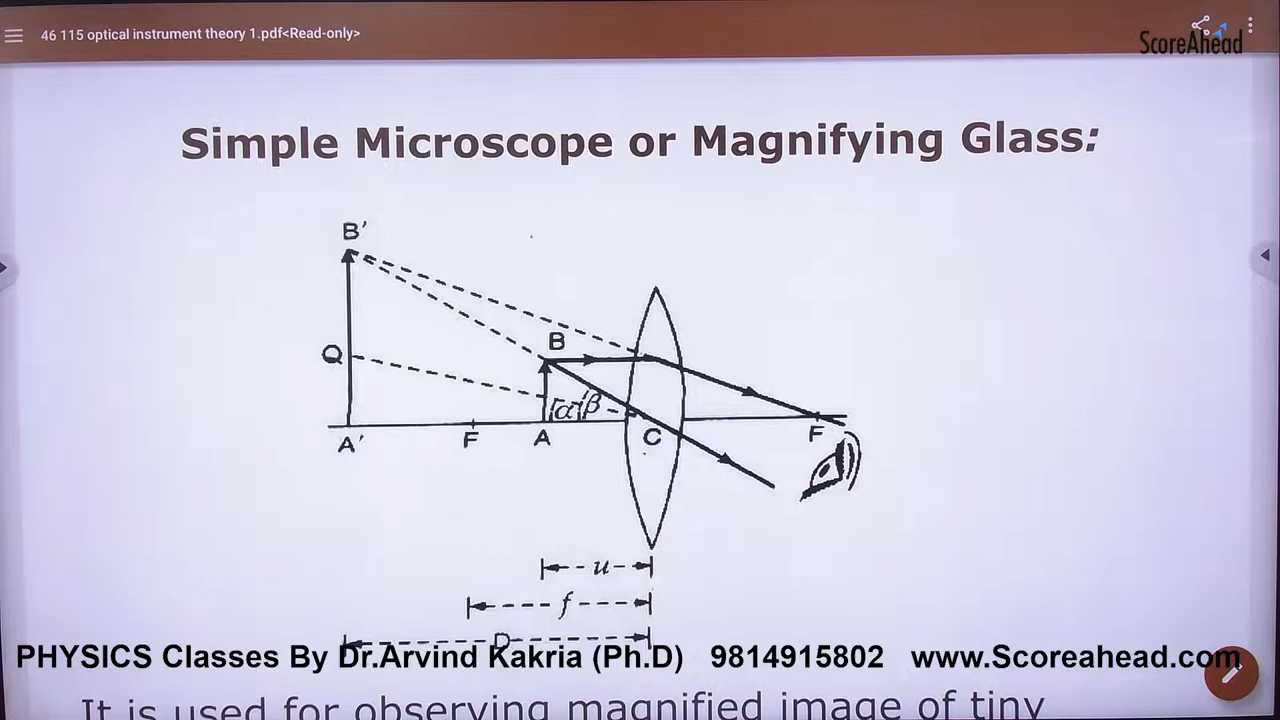 46 115 optical instrument theory 1.pdf<Read-only>
ScoreAhead
Simple Microscope or Magnifying Glass:
B'
Q
B
α
β
A'
F
A
C
F
u
f
D
PHYSICS Classes By Dr.Arvind Kakria (Ph.D) 9814915802 www.Scoreahead.com
It is used for observing magnified image of tiny